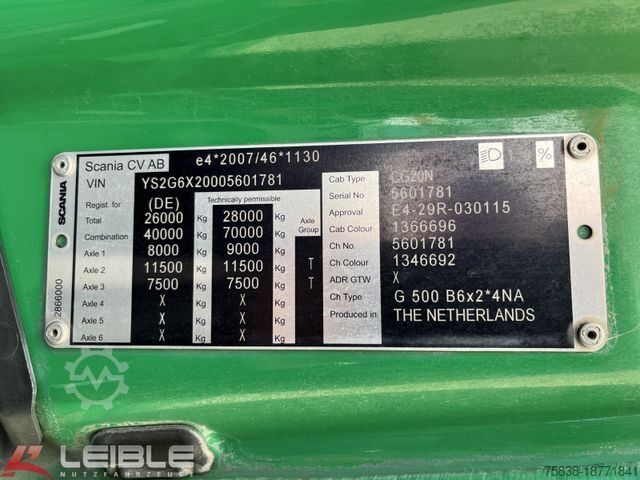 Scania CV AB
e4*2007/46*1130
VIN YS2G6X20005601781
Regist. for (DE) Technically permissible Axle Group
Total 26000 Kg 28000 Kg
Combination 40000 Kg 70000 Kg
Axle 1 8000 Kg 9000 Kg
Axle 2 11500 Kg 11500 Kg T
Axle 3 7500 Kg 7500 Kg T
Axle 4 X Kg X Kg
Axle 5 X Kg X Kg
Axle 6 X Kg X Kg
%
Cab Type CG20N
Serial No. 5601781
Approval E4-29R-030115
Cab Colour 1366696
Ch No. 5601781
Ch Colour 1346692
ADR GTW X
Ch Type G 500 B6x2*4NA
Produced in THE NETHERLANDS
SCANIA
2866000
LEIBLE
NUTZFAHRZEUGE
75838-18771841